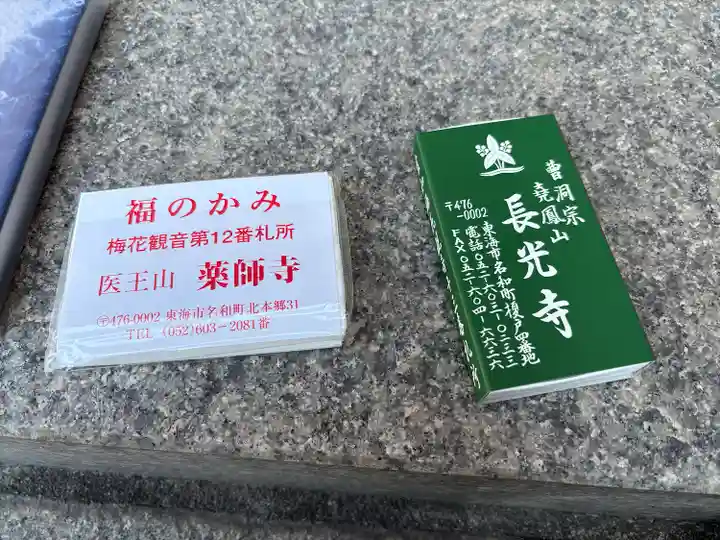 福のかみ
梅花観音第12番札所
医王山 薬師寺
〒476-0002 東海市名和町北本郷31
TEL (052)603-2081番
曹洞宗
鳳山
長光寺
〒476
-0002
東海市名和町榎戸四番地
電話〇五二-六〇三-〇二三三
FAX〇五二-六〇四-六六三六